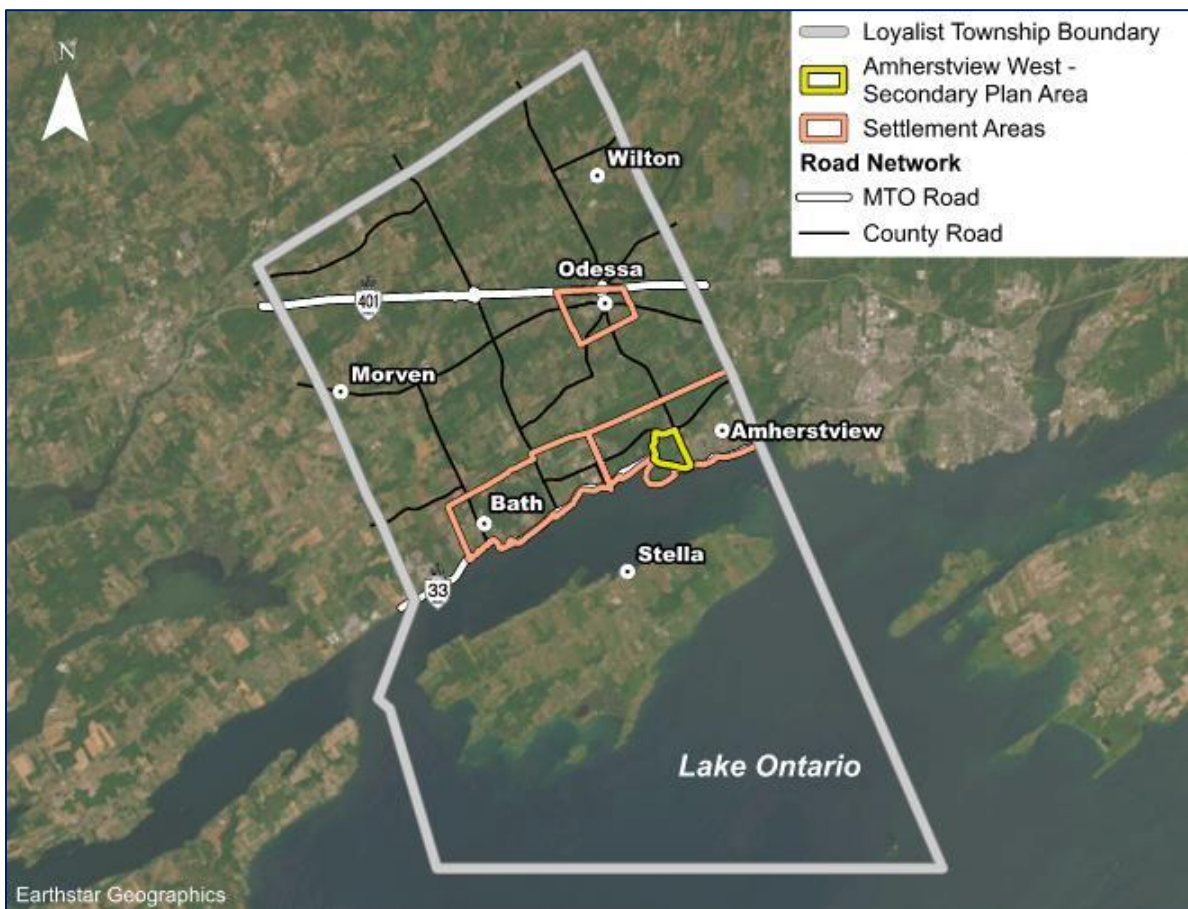 N
Loyalist Township Boundary
Amherstview West -
Secondary Plan Area
Settlement Areas
Road Network
MTO Road
County Road
Wilton
Odessa
401
Morven
Amherstview
Bath
Stella
33
Lake Ontario
Earthstar Geographics